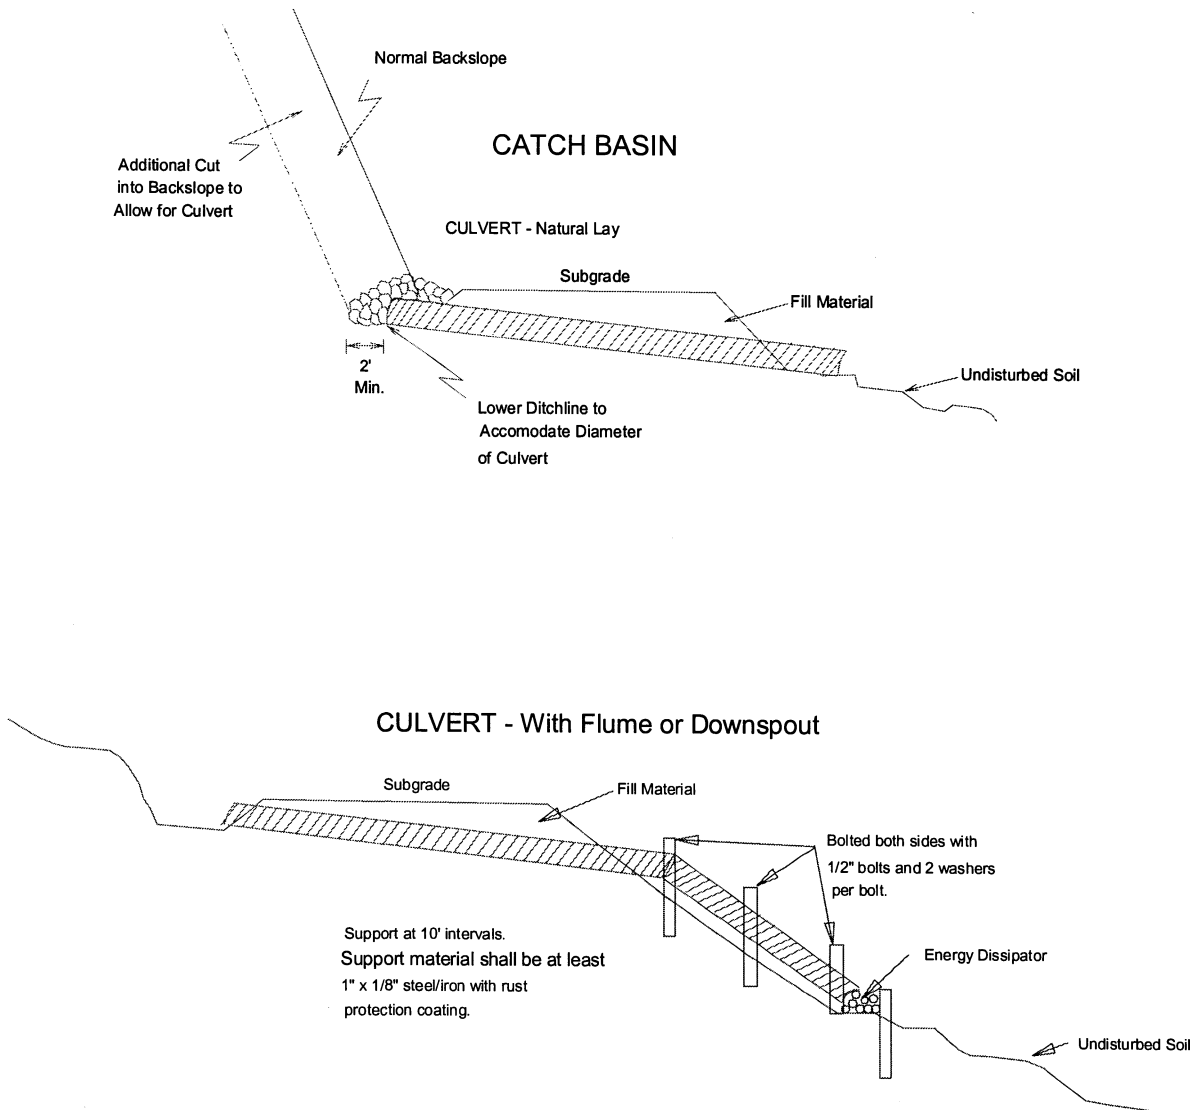 Normal Backslope
CATCH BASIN
Additional Cut
into Backslope to
Allow for Culvert
CULVERT - Natural Lay
Subgrade
Fill Material
2'
Min.
Undisturbed Soil
Lower Ditchline to
Accomodate Diameter
of Culvert
CULVERT - With Flume or Downspout
Subgrade
Fill Material
Bolted both sides with
1/2" bolts and 2 washers
per bolt.
Support at 10' intervals.
Support material shall be at least
1" x 1/8" steel/iron with rust
protection coating.
Energy Dissipator
Undisturbed Soil